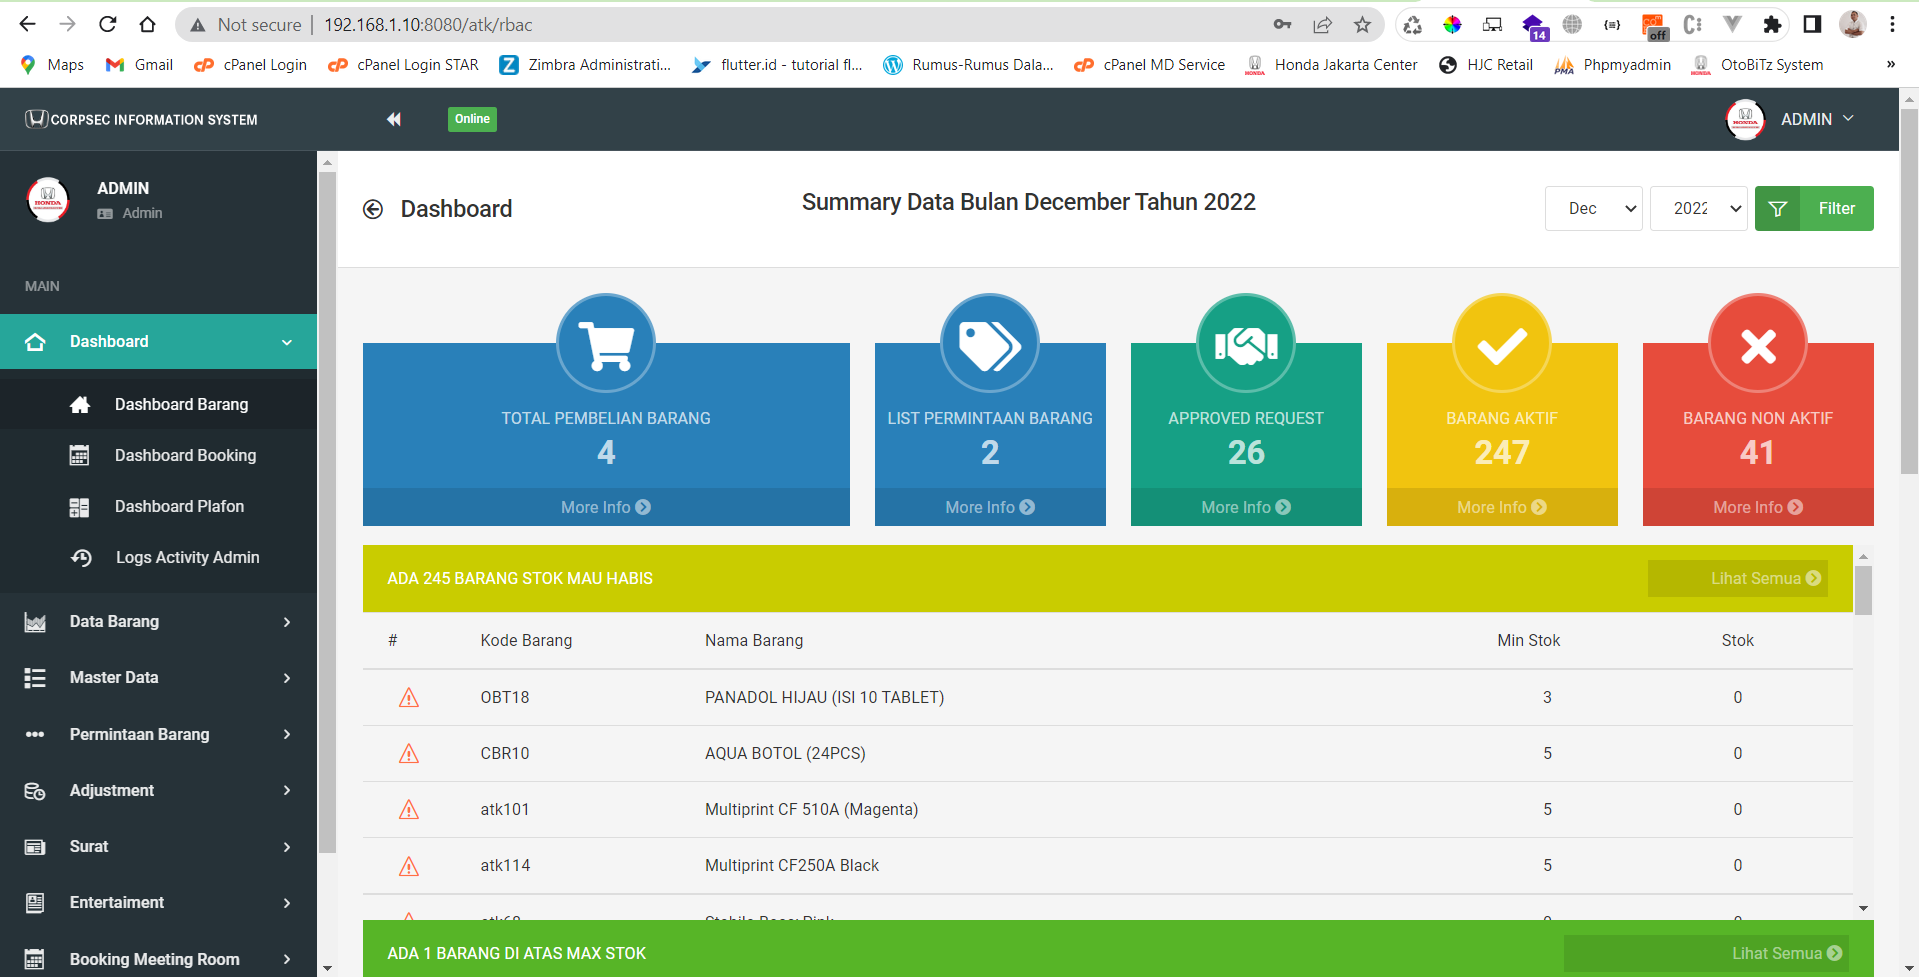 Not secure | 192.168.1.10:8080/atk/rbac
14
off
Maps
Gmail
cPanel Login
cPanel Login STAR
Zimbra Administrati...
flutter.id - tutorial fl...
Rumus-Rumus Dala...
cPanel MD Service
Honda Jakarta Center
HJC Retail
Phpmyadmin
OtoBiTz System
»
CORPSEC INFORMATION SYSTEM
Online
ADMIN
ADMIN
Admin
MAIN
Dashboard
Dashboard Barang
Dashboard Booking
Dashboard Plafon
Logs Activity Admin
Data Barang
Master Data
Permintaan Barang
Adjustment
Surat
Entertaiment
Booking Meeting Room
Dashboard
Summary Data Bulan December Tahun 2022
Dec
2022
Filter
TOTAL PEMBELIAN BARANG
4
More Info
LIST PERMINTAAN BARANG
2
More Info
APPROVED REQUEST
26
More Info
BARANG AKTIF
247
More Info
BARANG NON AKTIF
41
More Info
ADA 245 BARANG STOK MAU HABIS
Lihat Semua
# Kode Barang Nama Barang Min Stok Stok
OBT18 PANADOL HIJAU (ISI 10 TABLET) 3 0
CBR10 AQUA BOTOL (24PCS) 5 0
atk101 Multiprint CF 510A (Magenta) 5 0
atk114 Multiprint CF250A Black 5 0
ADA 1 BARANG DI ATAS MAX STOK
Lihat Semua